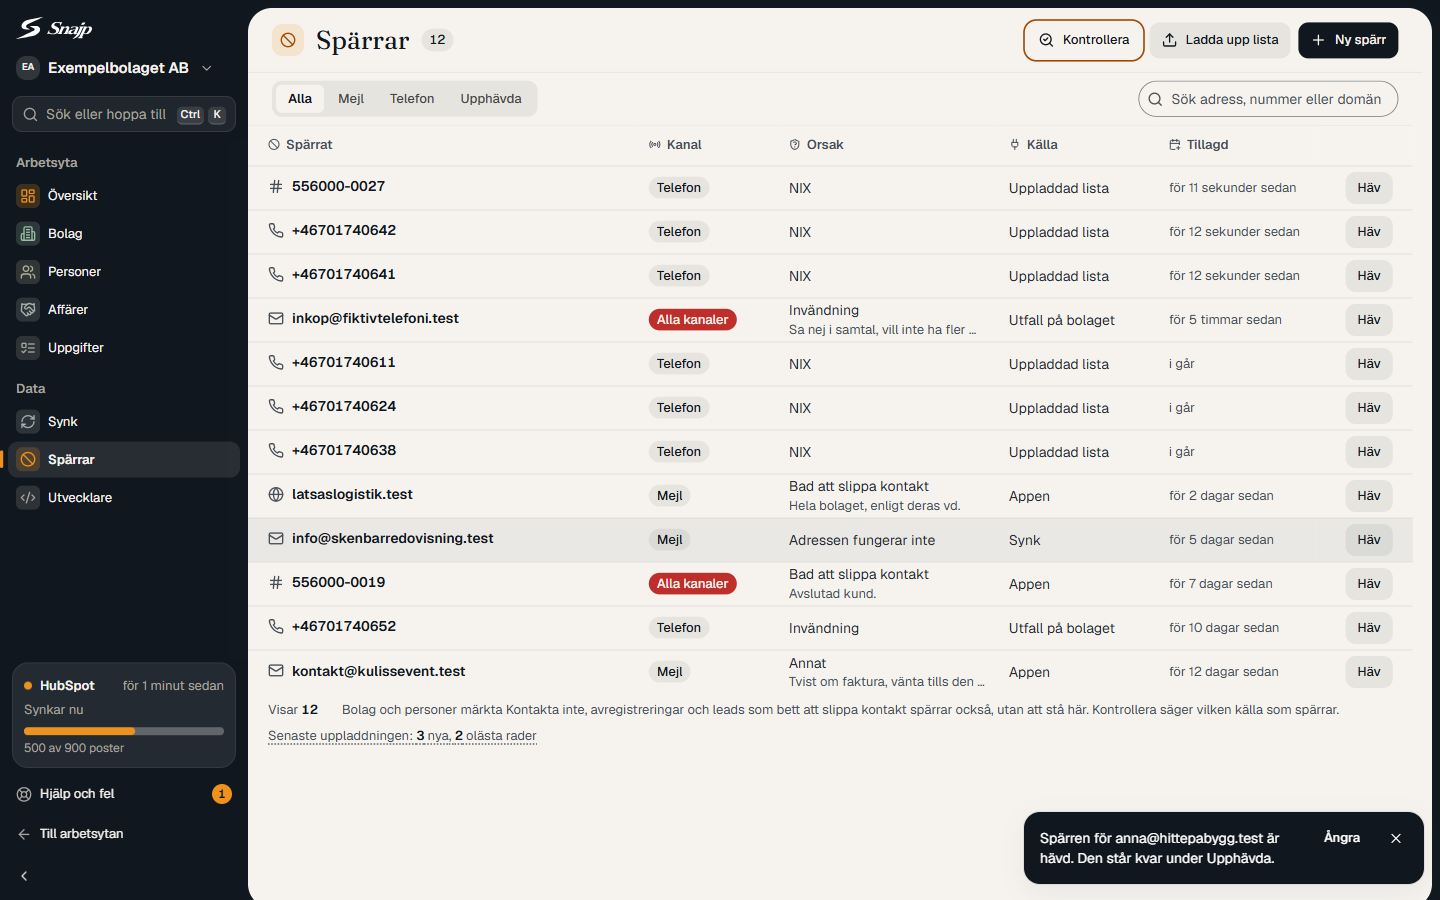 Snajp
EA Exempelbolaget AB
Sök eller hoppa till Ctrl K
Arbetsyta
Översikt
Bolag
Personer
Affärer
Uppgifter
Data
Synk
Spärrar
Utvecklare
HubSpot för 1 minut sedan
Synkar nu
500 av 900 poster
Hjälp och fel 1
Till arbetsytan
Spärrar 12
Kontrollera Ladda upp lista Ny spärr
Alla Mejl Telefon Upphävda
Sök adress, nummer eller domän
Spärrat Kanal Orsak Källa Tillagd
556000-0027 Telefon NIX Uppladdad lista för 11 sekunder sedan Häv
+46701740642 Telefon NIX Uppladdad lista för 12 sekunder sedan Häv
+46701740641 Telefon NIX Uppladdad lista för 12 sekunder sedan Häv
inkop@fiktivtelefoni.test Alla kanaler Invändning Utfall på bolaget för 5 timmar sedan Häv
Sa nej i samtal, vill inte ha fler ...
+46701740611 Telefon NIX Uppladdad lista i går Häv
+46701740624 Telefon NIX Uppladdad lista i går Häv
+46701740638 Telefon NIX Uppladdad lista i går Häv
latsaslogistik.test Mejl Bad att slippa kontakt Appen för 2 dagar sedan Häv
Hela bolaget, enligt deras vd.
info@skenbarredovisning.test Mejl Adressen fungerar inte Synk för 5 dagar sedan Häv
556000-0019 Alla kanaler Bad att slippa kontakt Appen för 7 dagar sedan Häv
Avslutad kund.
+46701740652 Telefon Invändning Utfall på bolaget för 10 dagar sedan Häv
kontakt@kulissevent.test Mejl Annat Appen för 12 dagar sedan Häv
Tvist om faktura, vänta tills den ...
Visar 12 Bolag och personer märkta Kontakta inte, avregistreringar och leads som bett att slippa kontakt spärrar också, utan att stå här. Kontrollera säger vilken källa som spärrar.
Senaste uppladdningen: 3 nya, 2 olästa rader
Spärren för anna@hittepabygg.test är
hävd. Den står kvar under Upphävda.
Ångra